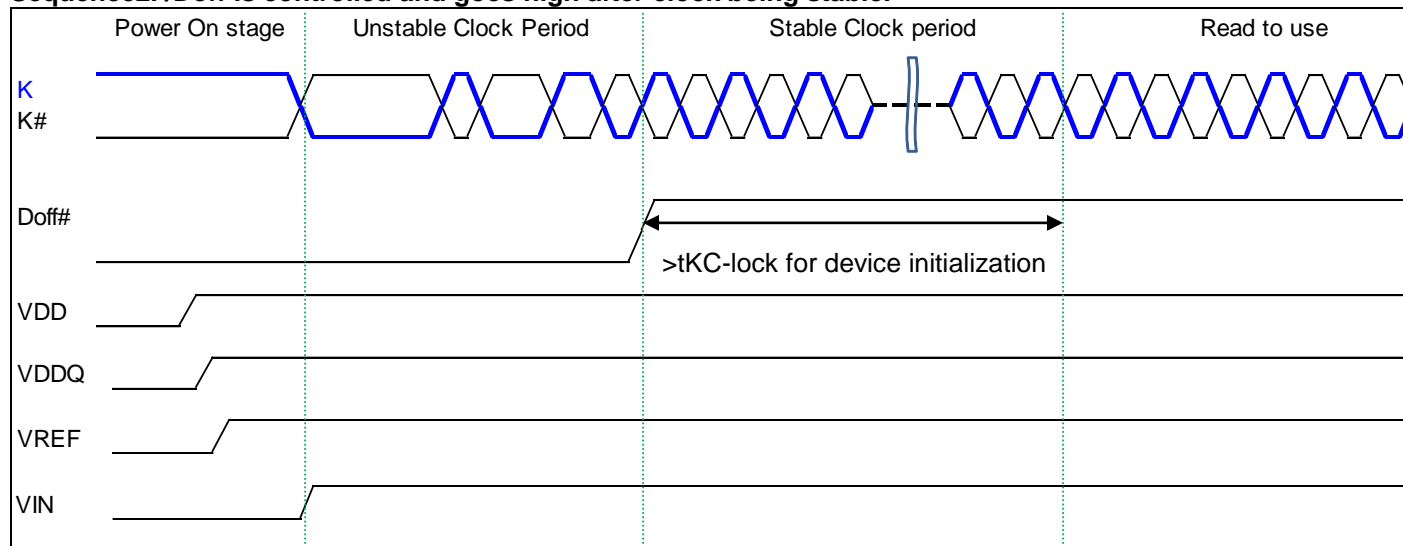 Power On stage Unstable Clock Period Stable Clock period Read to use
K
K#
Doff#
>tKC-lock for device initialization
VDD
VDDQ
VREF
VIN